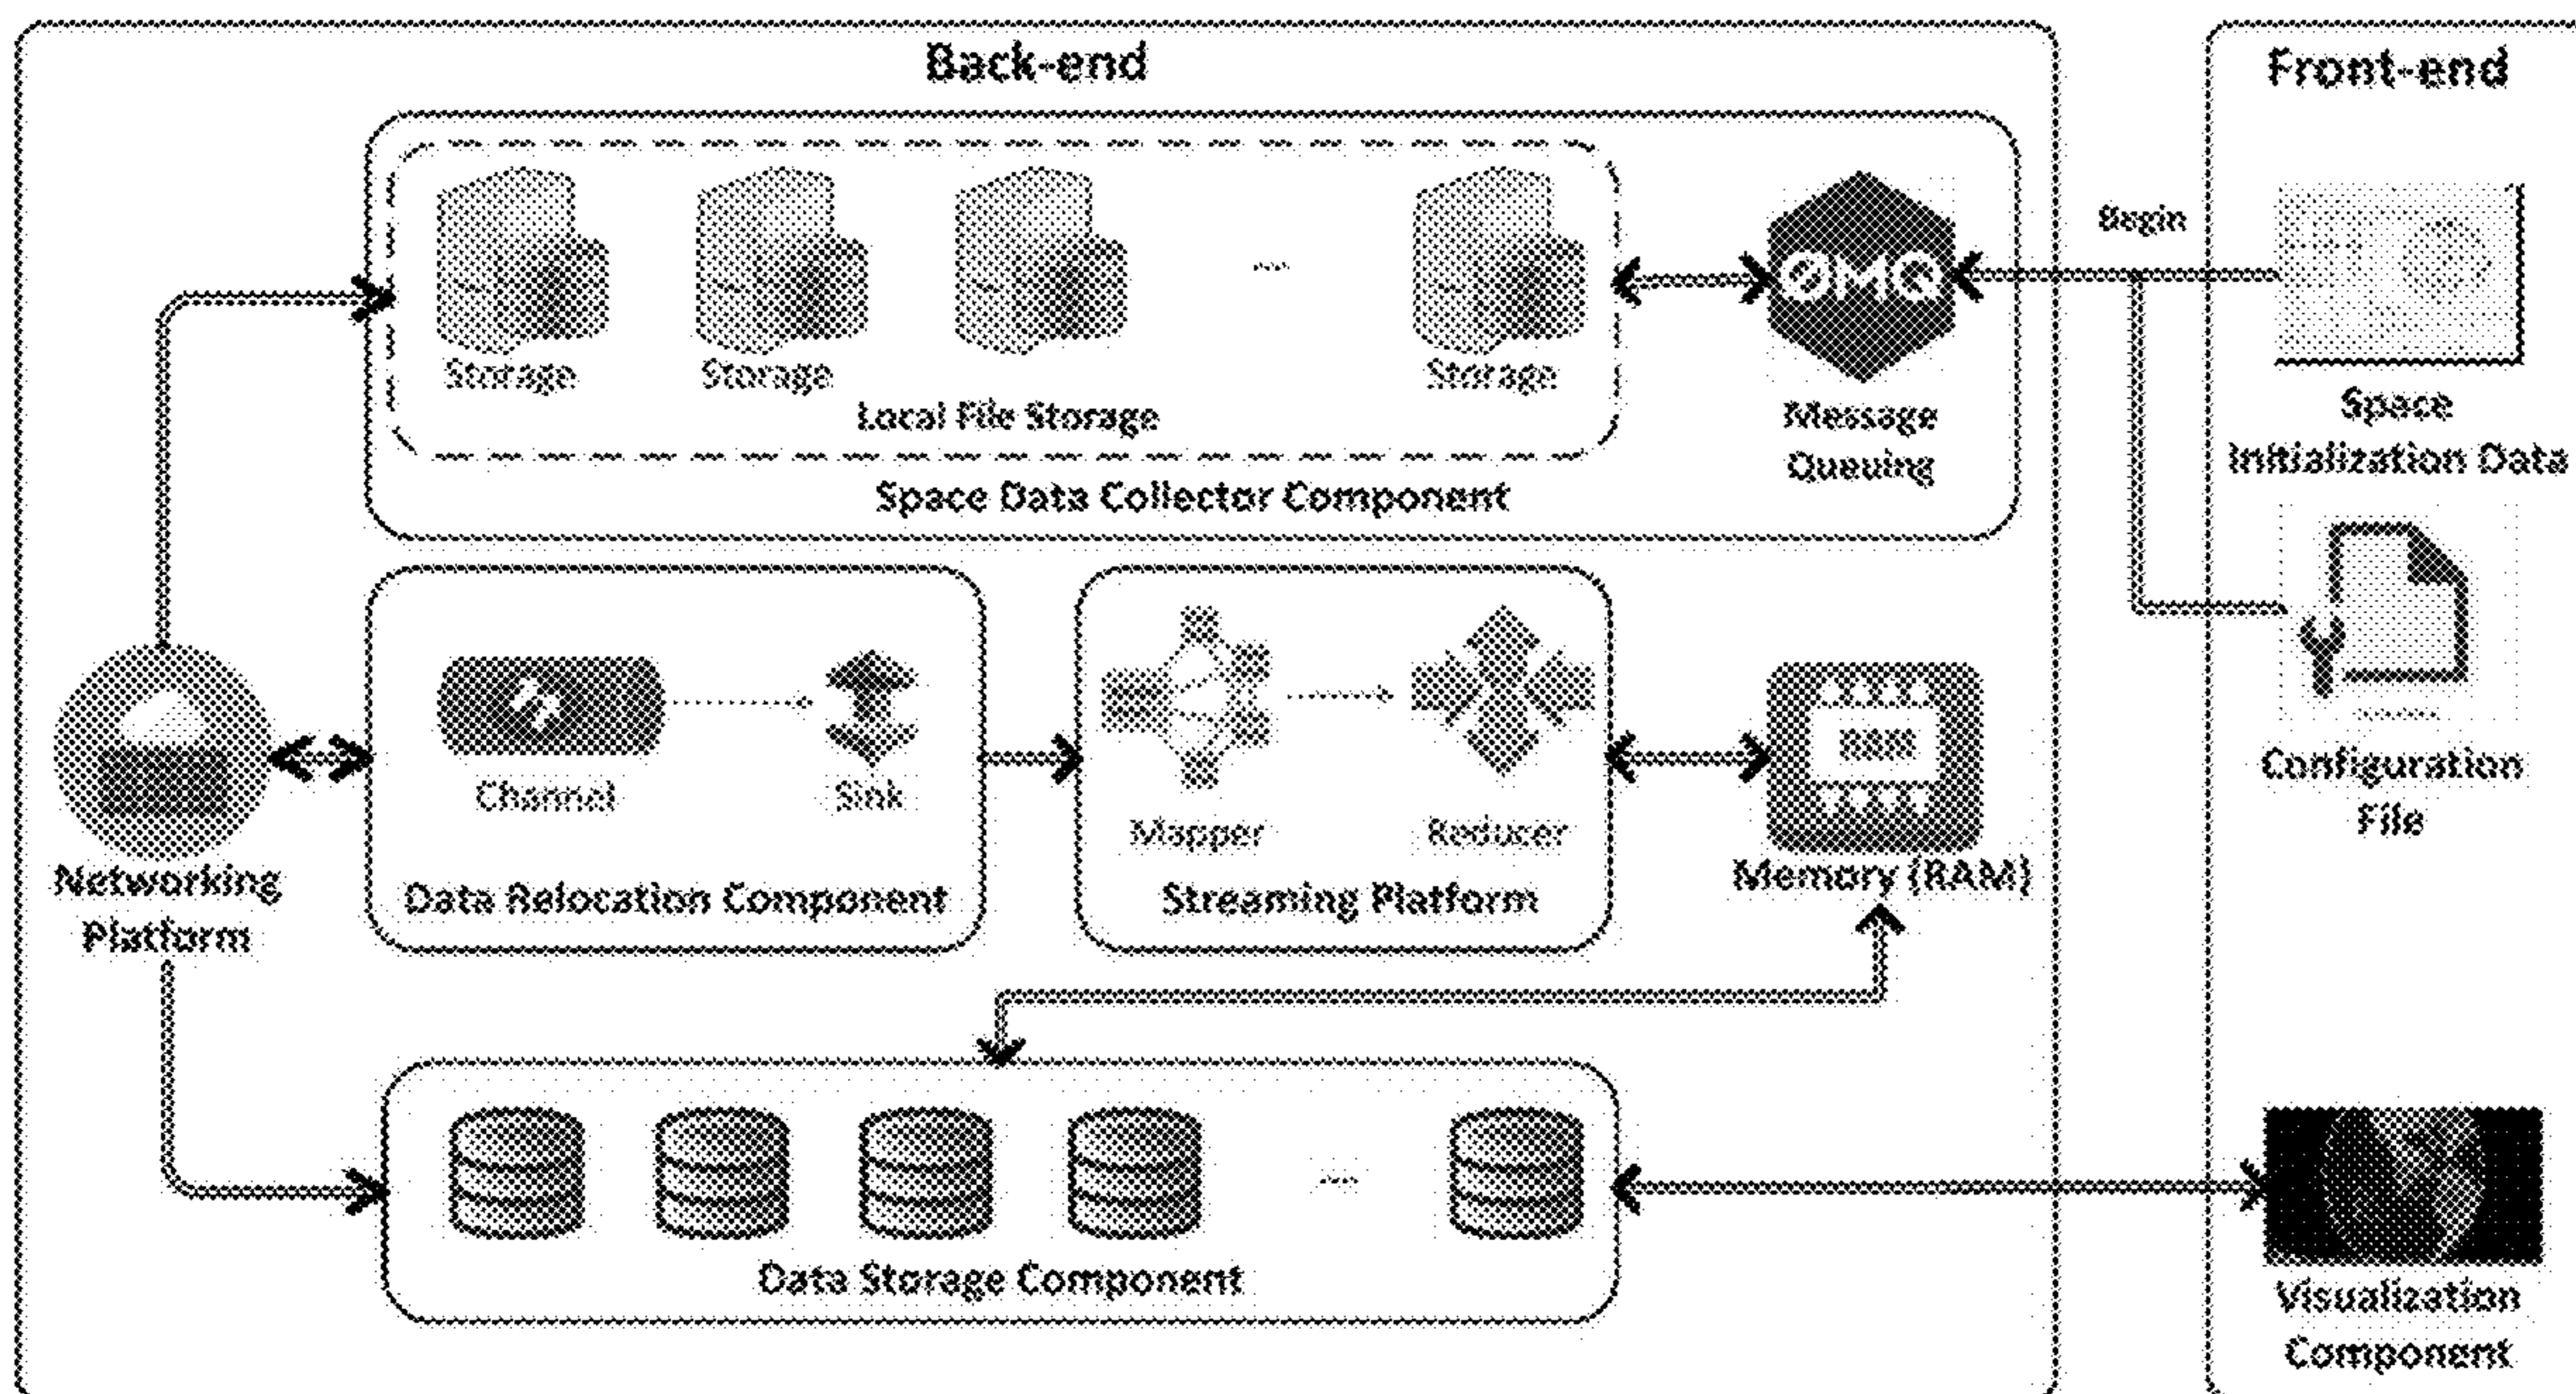 Back-end
Front-end
Begin
Storage
Storage
Storage
Local File Storage
ØMQ
Message
Queuing
Space Data Collector Component
Space
Initialization Data
Channel
Sink
Data Relocation Component
Mapper
Reducer
Streaming Platform
RAM
Memory (RAM)
Networking
Platform
Configuration
File
Data Storage Component
Visualization
Component